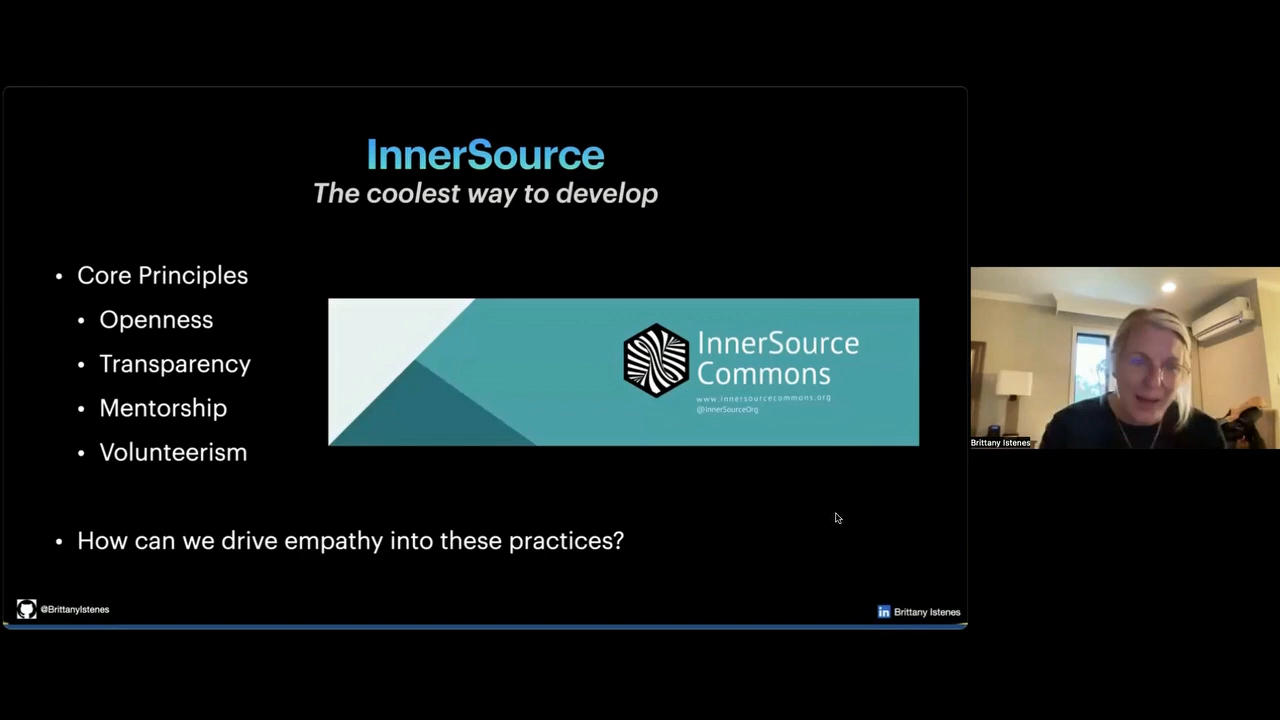 InnerSource
The coolest way to develop
• Core Principles
• Openness
• Transparency
• Mentorship
• Volunteerism
InnerSource
Commons
www.innersourcecommons.org
@InnerSourceOrg
• How can we drive empathy into these practices?
@BrittanyIstenes
in Brittany Istenes
Brittany Istenes